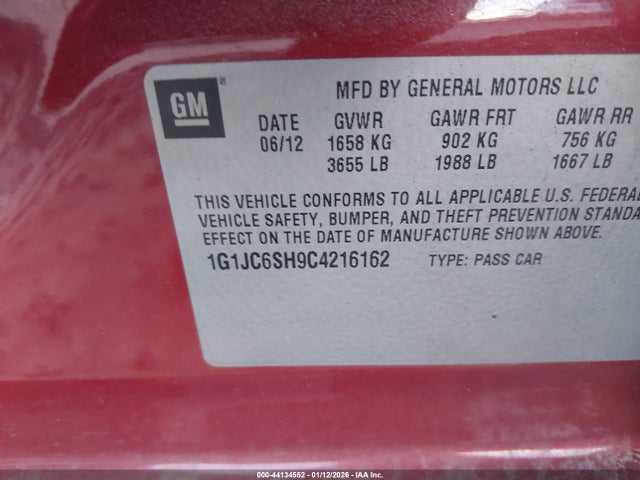 GM
MFD BY GENERAL MOTORS LLC
DATE GVWR GAWR FRT GAWR RR
06/12 1658 KG 902 KG 756 KG
3655 LB 1988 LB 1667 LB
THIS VEHICLE CONFORMS TO ALL APPLICABLE U.S. FEDERAL
VEHICLE SAFETY, BUMPER, AND THEFT PREVENTION STANDA
EFFECT ON THE DATE OF MANUFACTURE SHOWN ABOVE.
1G1JC6SH9C4216162 TYPE: PASS CAR
000-44134552 - 01/12/2026 - IAA Inc.